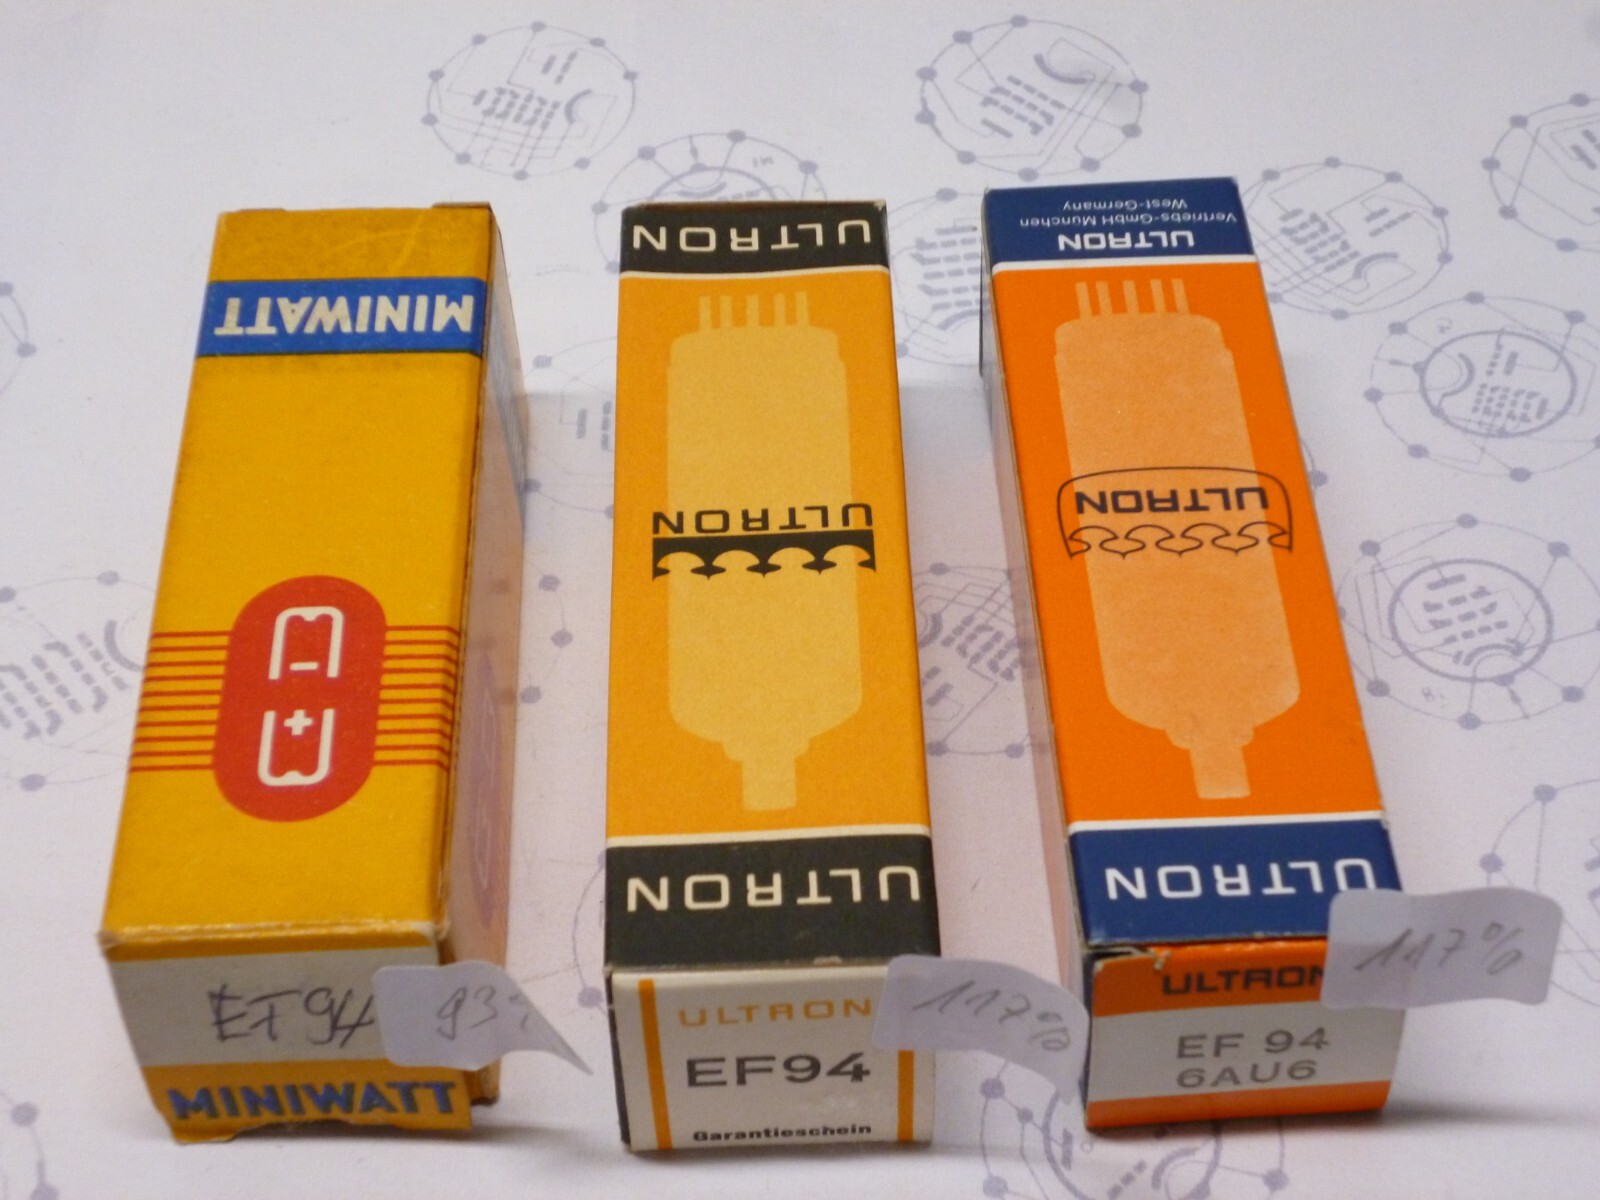 MINIWATT
EF94
93%
MINIWATT
ULTRON
ULTRON
ULTRON
ULTRON
117%
EF94
Garantieschein
West-Germany
Vertriebs-GmbH München
ULTRON
ULTRON
ULTRON
ULTRON
117%
EF 94
6AU6